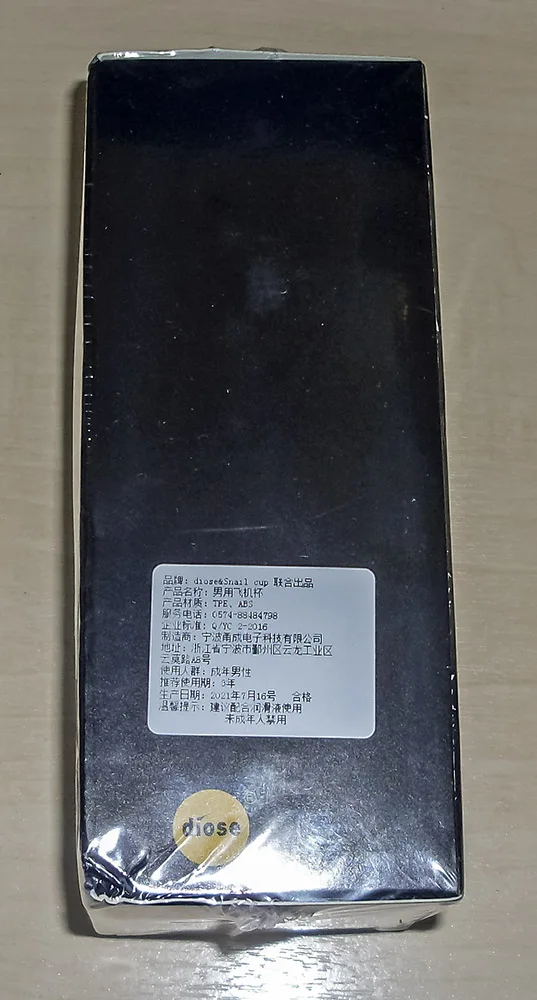 品牌: diose&Snail cup 联合出品
产品名称: 男用飞机杯
产品材质: TPE、ABS
服务电话: 0574-88484798
企业标准: Q/YC 2-2016
制造商: 宁波甬成电子科技有限公司
地址: 浙江省宁波市鄞州区云龙工业区
云莫路A8号
使用人群: 成年男性
推荐使用期: 3年
生产日期: 2021年7月16号 合格
温馨提示: 建议配合润滑液使用
未成年人禁用
diose